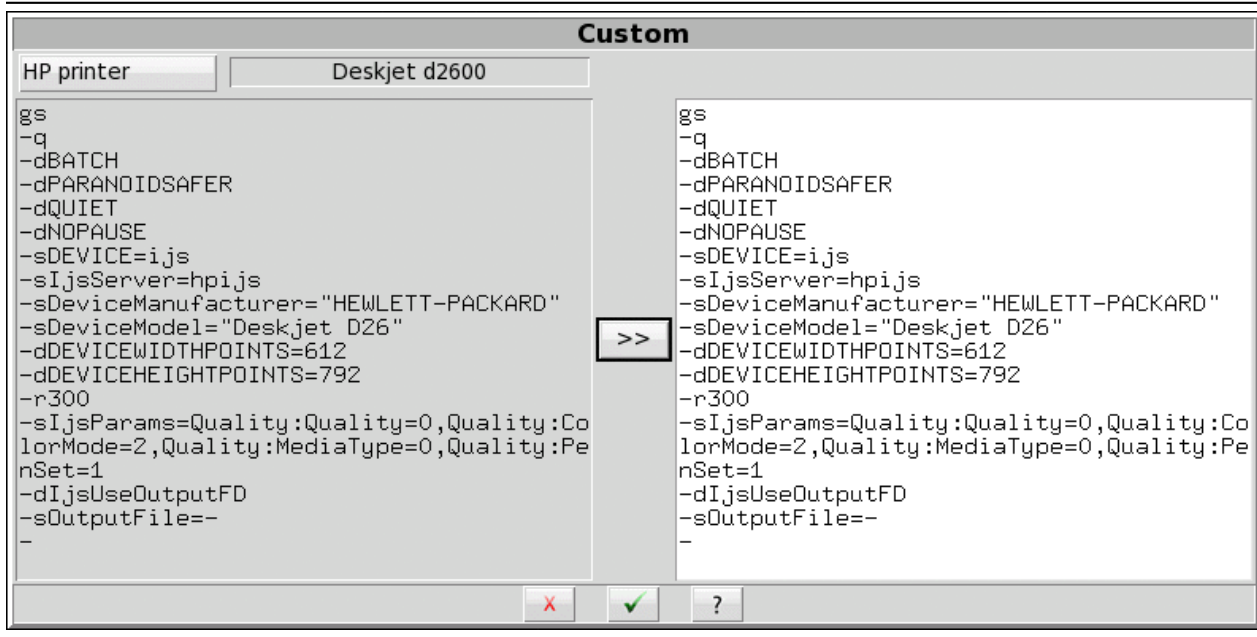 Custom
HP printer
Deskjet d2600
gs
-q
-dBATCH
-dPARANOIDSAFER
-dQUIET
-dNOPAUSE
-sDEVICE=ijs
-sIjsServer=hpijs
-sDeviceManufacturer="HEWLETT-PACKARD"
-sDeviceModel="Deskjet D26"
-dDEVICEWIDTHPOINTS=612
-dDEVICEHEIGHTPOINTS=792
-r300
-sIjsParams=Quality:Quality=0,Quality:Co
lorMode=2,Quality:MediaType=0,Quality:Pe
nSet=1
-dIjsUseOutputFD
-sOutputFile=-
-
>>
gs
-q
-dBATCH
-dPARANOIDSAFER
-dQUIET
-dNOPAUSE
-sDEVICE=ijs
-sIjsServer=hpijs
-sDeviceManufacturer="HEWLETT-PACKARD"
-sDeviceModel="Deskjet D26"
-dDEVICEWIDTHPOINTS=612
-dDEVICEHEIGHTPOINTS=792
-r300
-sIjsParams=Quality:Quality=0,Quality:Co
lorMode=2,Quality:MediaType=0,Quality:Pe
nSet=1
-dIjsUseOutputFD
-sOutputFile=-
-
X
✓
?